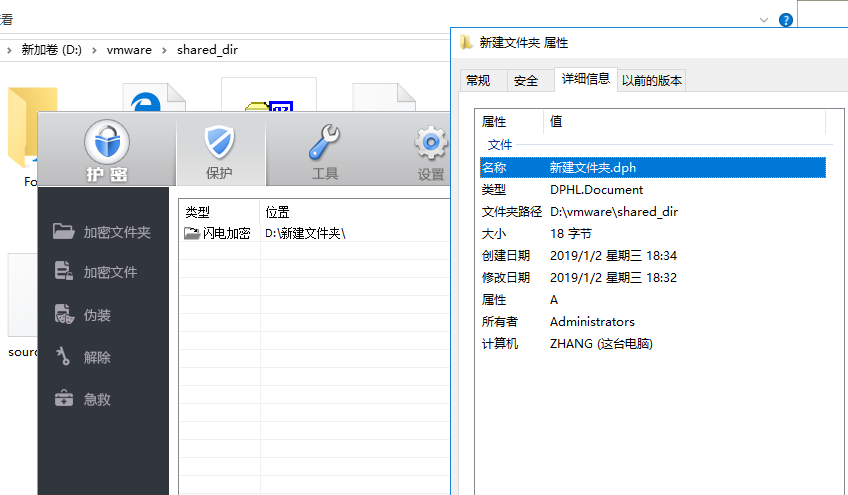 看
新加卷 (D:) › vmware › shared_dir
Fo
sourc
护密
保护
工具
设置
加密文件夹
加密文件
伪装
解除
急救
类型 位置
闪电加密 D:\新建文件夹\
新建文件夹 属性
常规 安全 详细信息 以前的版本
属性 值
文件
名称 新建文件夹.dph
类型 DPHL.Document
文件夹路径 D:\vmware\shared_dir
大小 18 字节
创建日期 2019/1/2 星期三 18:34
修改日期 2019/1/2 星期三 18:32
属性 A
所有者 Administrators
计算机 ZHANG (这台电脑)